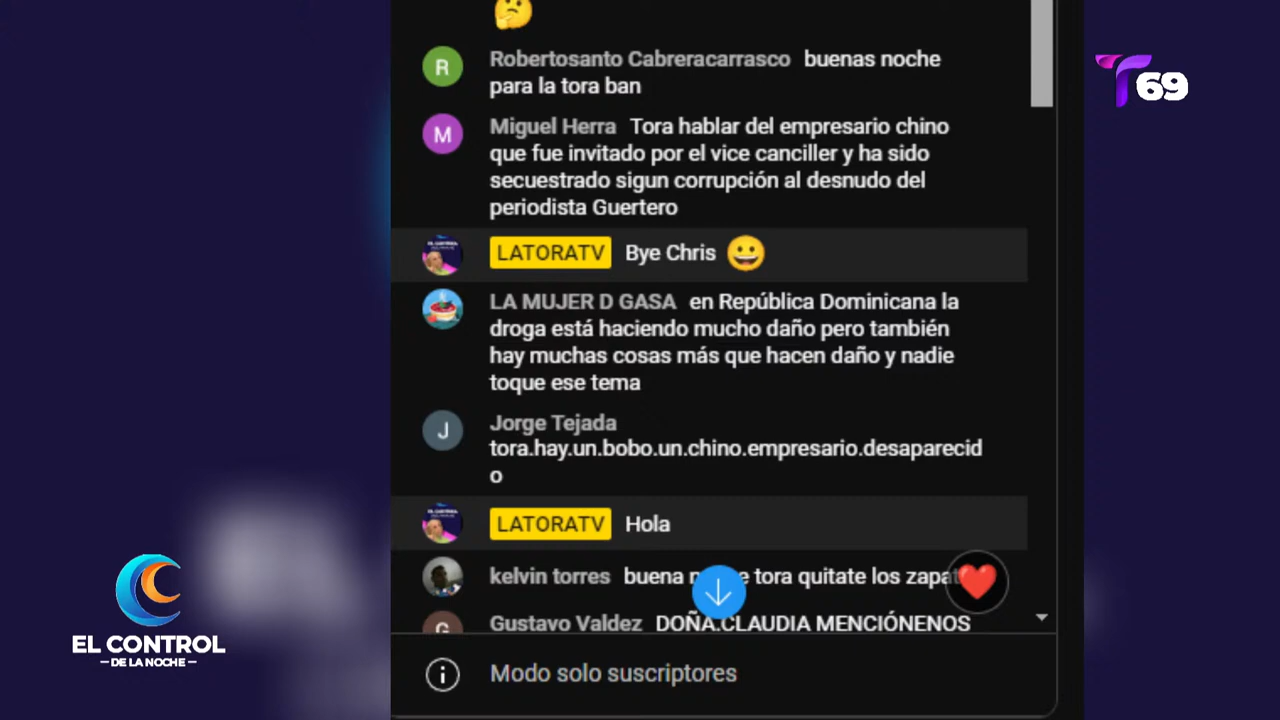 Robertosanto Cabreracarrasco buenas noche
para la tora ban
Miguel Herra Tora hablar del empresario chino
que fue invitado por el vice canciller y ha sido
secuestrado sigun corrupción al desnudo del
periodista Guertero
LATORATV Bye Chris
LA MUJER D GASA en República Dominicana la
droga está haciendo mucho daño pero también
hay muchas cosas más que hacen daño y nadie
toque ese tema
Jorge Tejada
tora.hay.un.bobo.un.chino.empresario.desaparecid
o
LATORATV Hola
kelvin torres buena tora quitate los
Gustavo Valdez DOÑA.CLAUDIA MENCIÓNENOS
Modo solo suscriptores
T 69
EL CONTROL
DE LA NOCHE